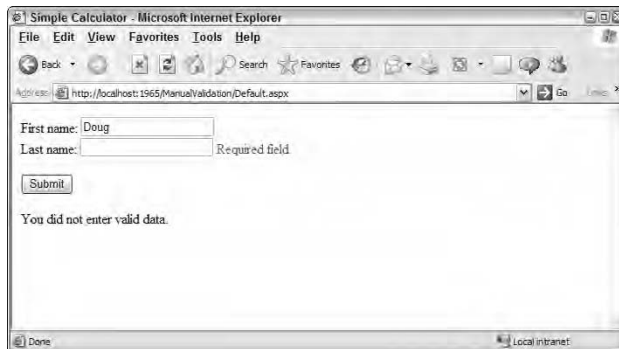 Simple Calculator - Microsoft Internet Explorer
File Edit View Favorites Tools Help
Back Search Favorites
Address http://localhost:1965/ManualValidation/Default.aspx Go Links »
First name: Doug
Last name: Required field
Submit
You did not enter valid data.
Done Local intranet